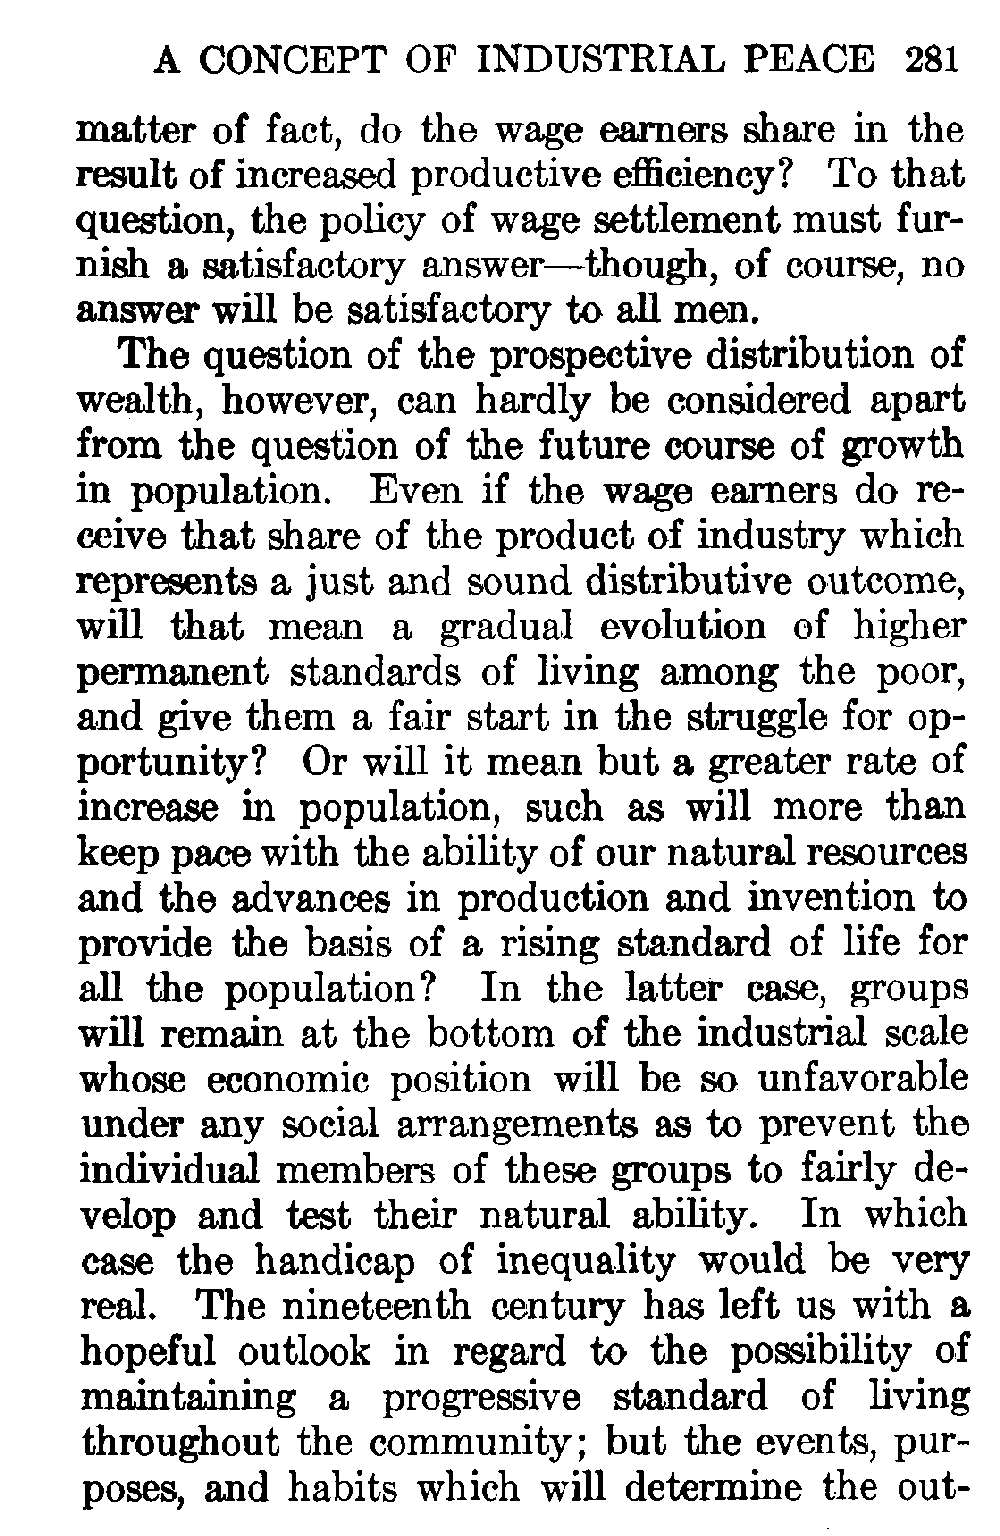 A CONCEPT OF INDUSTRIAL PEACE 281
matter of fact, do the wage earners share in the
result of increased productive efficiency? To that
question, the policy of wage settlement must fur-
nish a satisfactory answer—though, of course, no
answer will be satisfactory to all men.
The question of the prospective distribution of
wealth, however, can hardly be considered apart
from the question of the future course of growth
in population. Even if the wage earners do re-
ceive that share of the product of industry which
represents a just and sound distributive outcome,
will that mean a gradual evolution of higher
permanent standards of living among the poor,
and give them a fair start in the struggle for op-
portunity? Or will it mean but a greater rate of
increase in population, such as will more than
keep pace with the ability of our natural resources
and the advances in production and invention to
provide the basis of a rising standard of life for
all the population? In the latter case, groups
will remain at the bottom of the industrial scale
whose economic position will be so unfavorable
under any social arrangements as to prevent the
individual members of these groups to fairly de-
velop and test their natural ability. In which
case the handicap of inequality would be very
real. The nineteenth century has left us with a
hopeful outlook in regard to the possibility of
maintaining a progressive standard of living
throughout the community; but the events, pur-
poses, and habits which will determine the out-